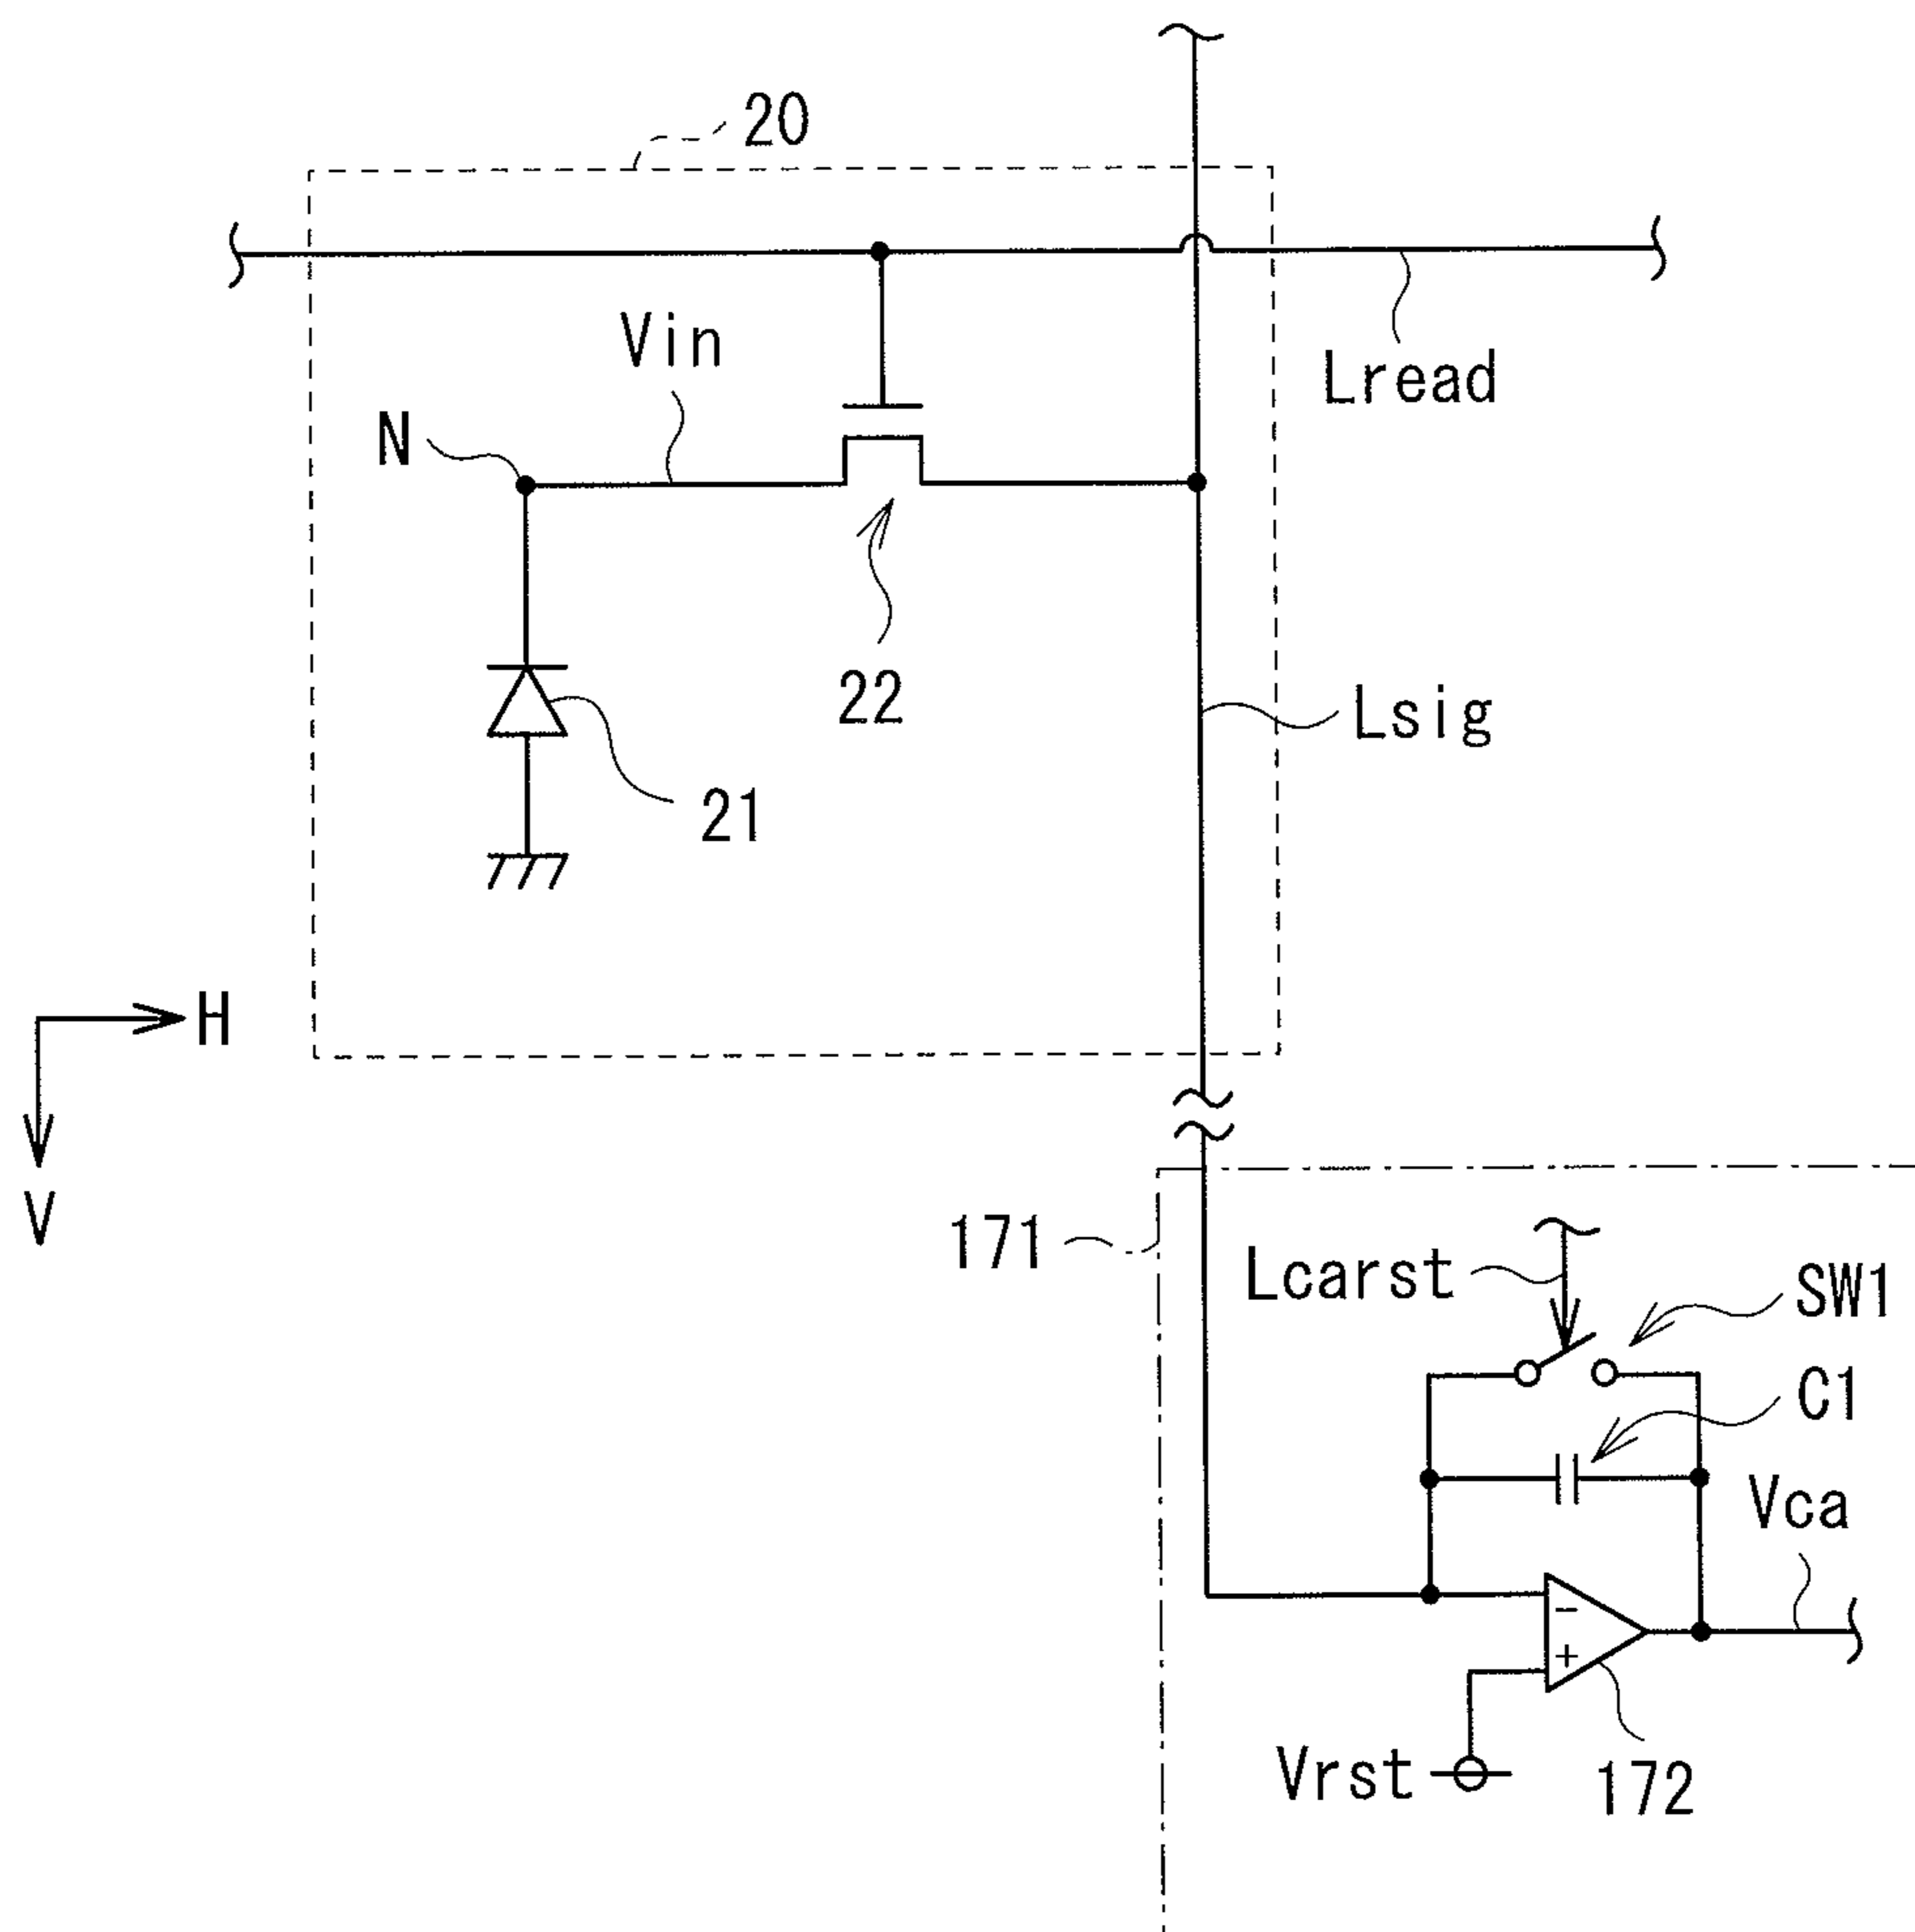 20
Vin
Lread
N
22
Lsig
21
H
V
171
Lcarst
SW1
C1
Vca
−
+
Vrst
172